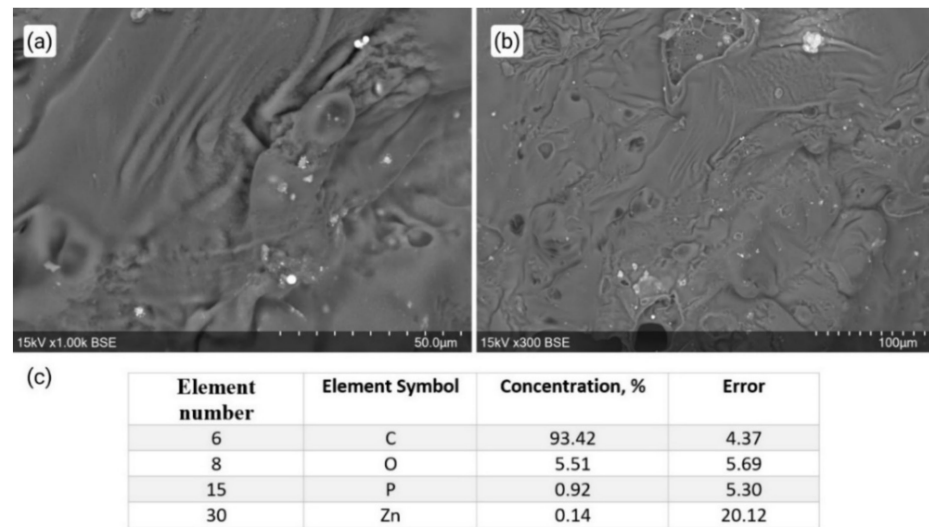 (a)
(b)
15kV x1.00k BSE 50.0µm
15kV x300 BSE 100µm
(c)
Element number Element Symbol Concentration, % Error
6 C 93.42 4.37
8 O 5.51 5.69
15 P 0.92 5.30
30 Zn 0.14 20.12